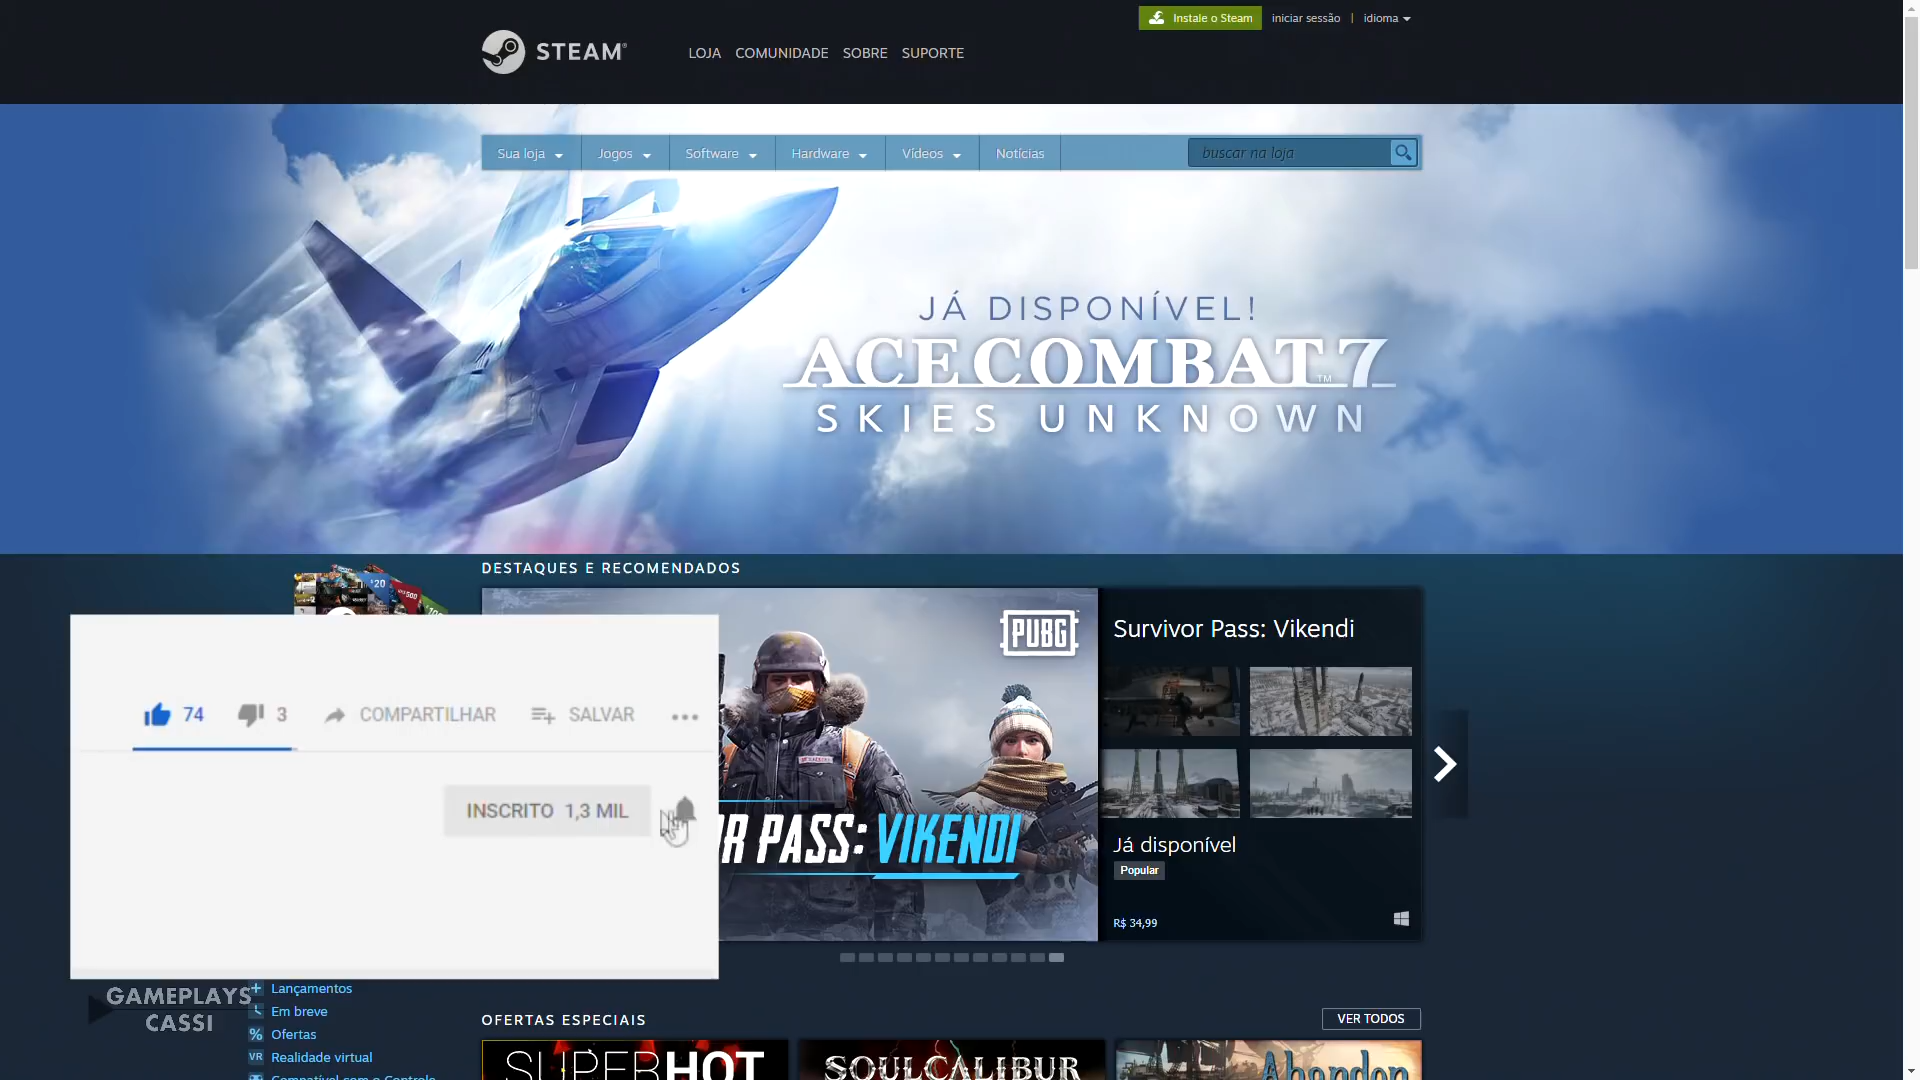 Instale o Steam
iniciar sessão | idioma
STEAM®
LOJA COMUNIDADE SOBRE SUPORTE
Sua loja Jogos Software Hardware Vídeos Notícias
buscar na loja
JÁ DISPONÍVEL!
ACE COMBAT 7
TM
SKIES UNKNOWN
DESTAQUES E RECOMENDADOS
PUBG
Survivor Pass: Vikendi
74 3 COMPARTILHAR SALVAR
INSCRITO 1,3 MIL
R PASS: VIKENDI
Já disponível
Popular
R$ 34,99
Lançamentos
Em breve
% Ofertas
VR Realidade virtual
GAMEPLAYS
CASSI
OFERTAS ESPECIAIS
VER TODOS
SUPERHOT
SOULCALIBUR
Abandon